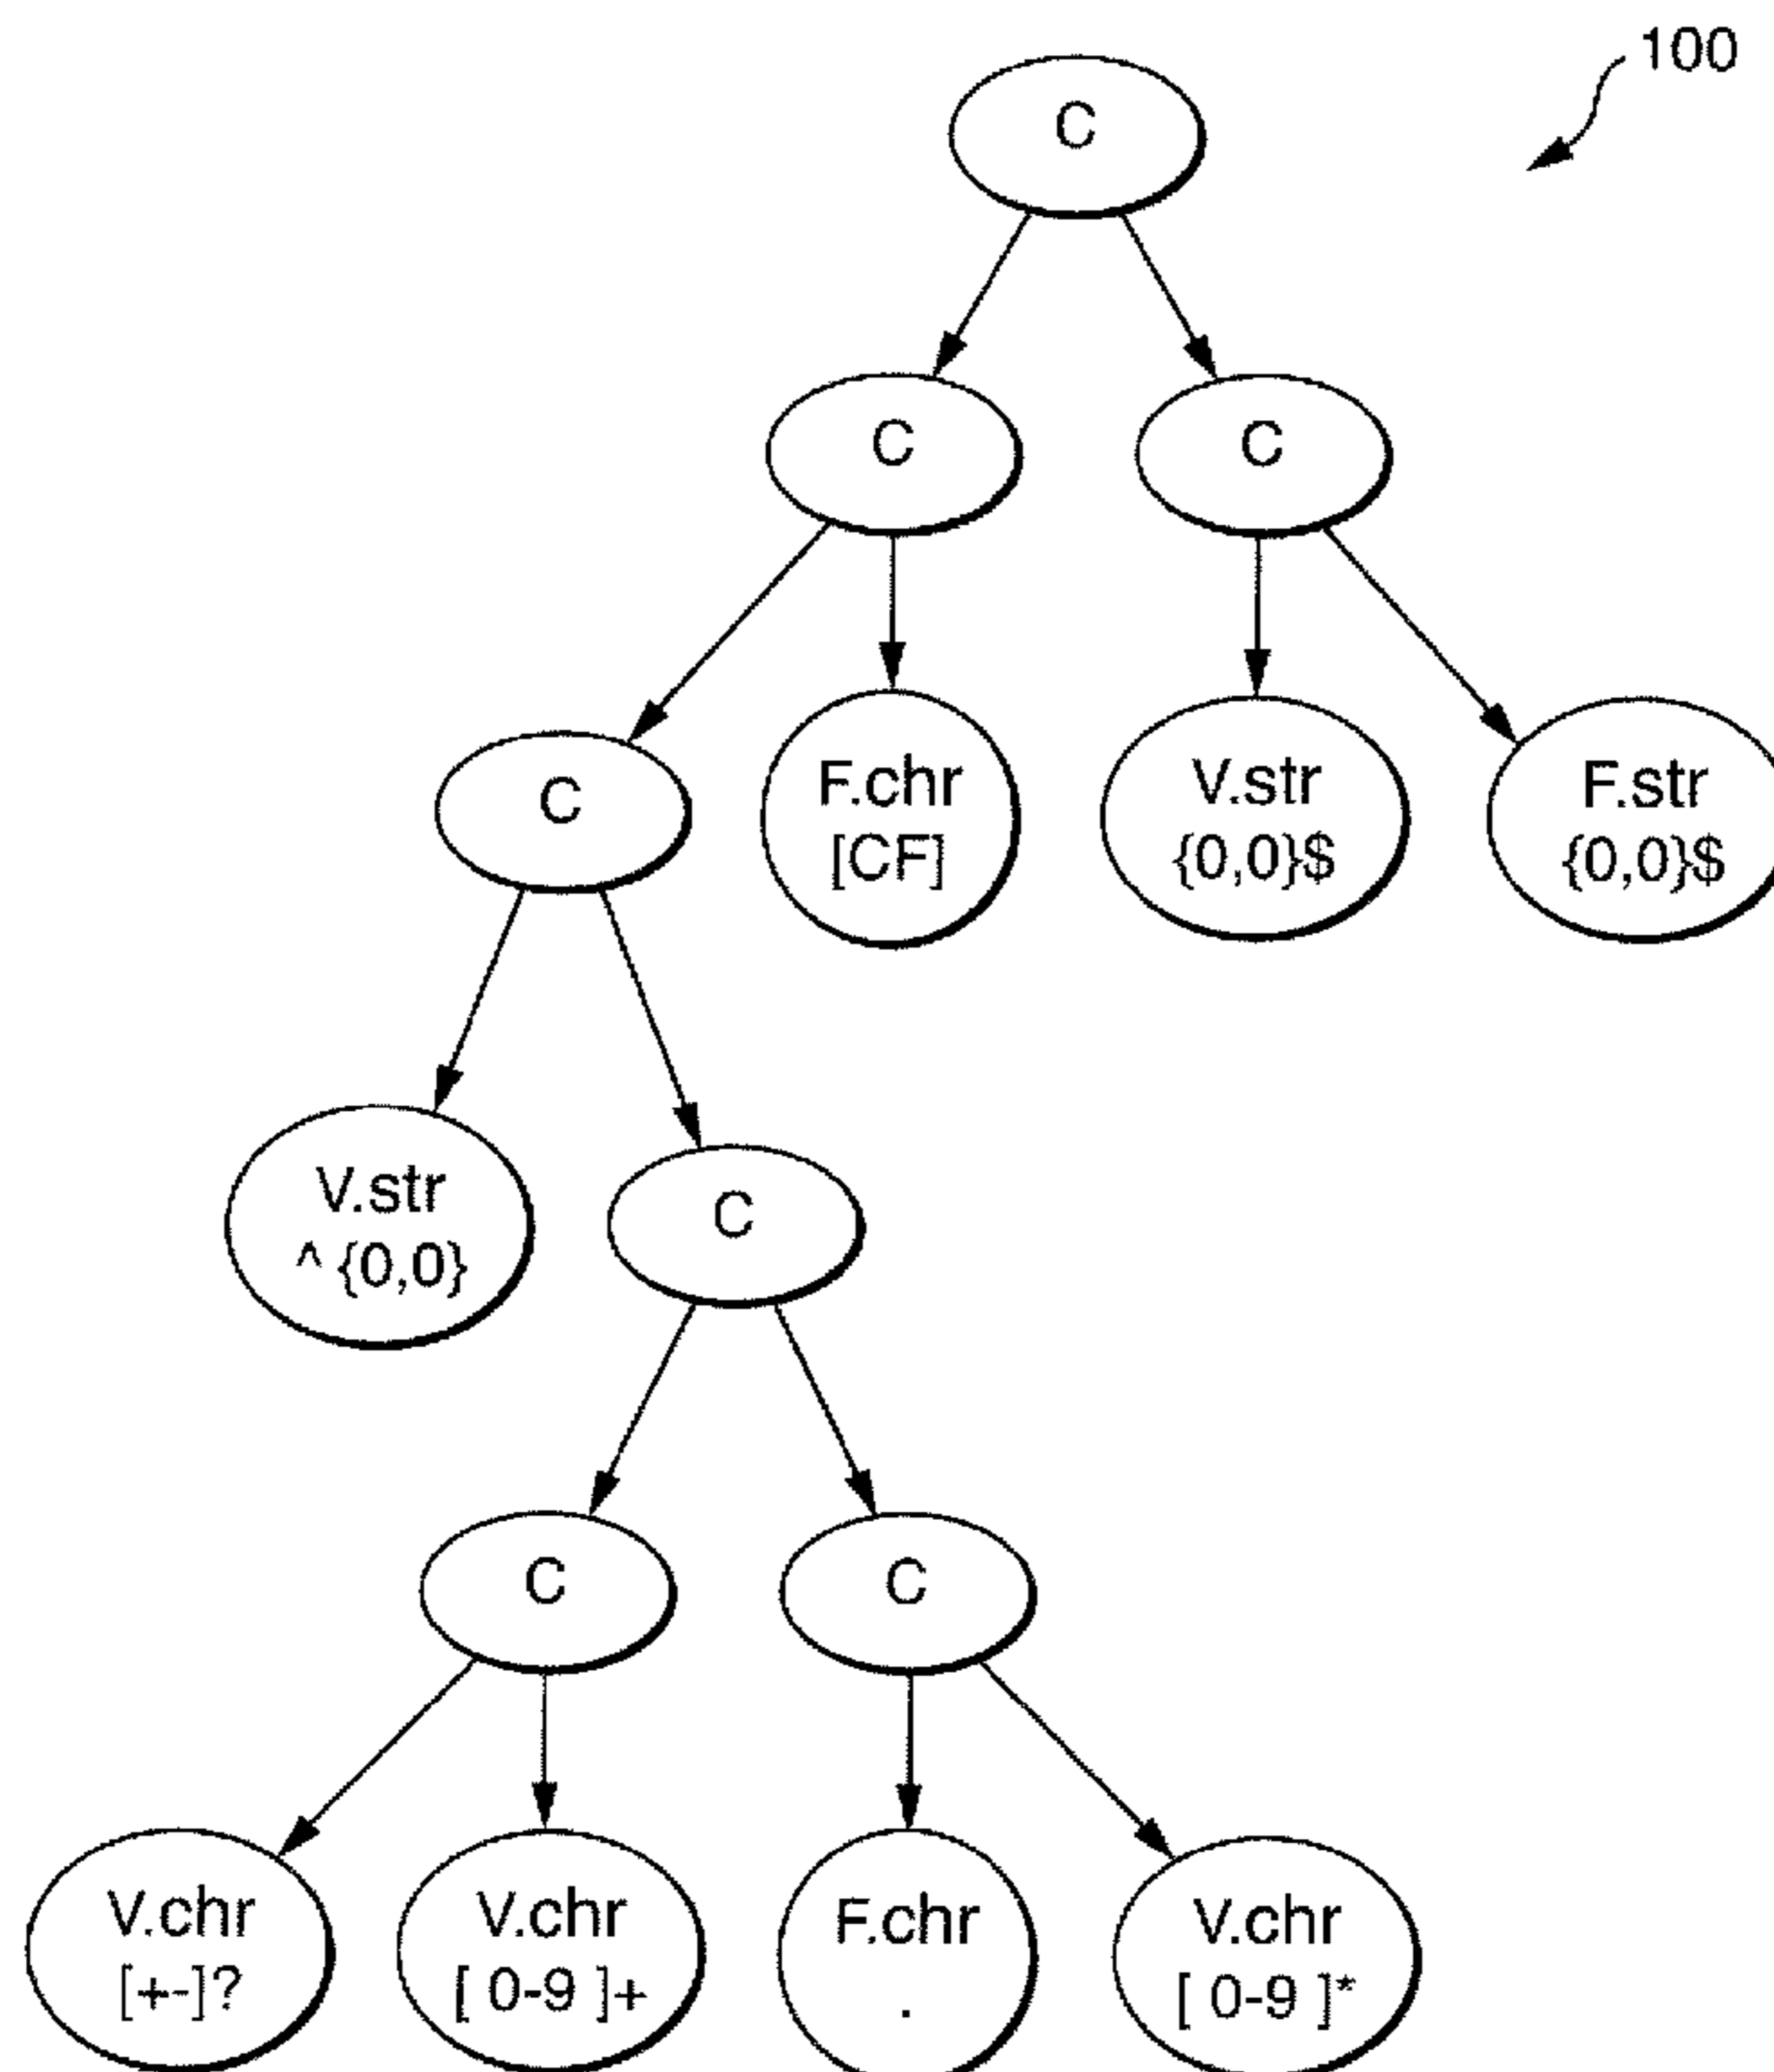 100
C
C
C
C
F.chr
[CF]
V.str
{0,0}$
F.str
{0,0}$
V.str
^ {0,0}
C
C
C
V.chr
[+-]?
V.chr
[ 0-9 ]+
F.chr
.
V.chr
[ 0-9 ]*